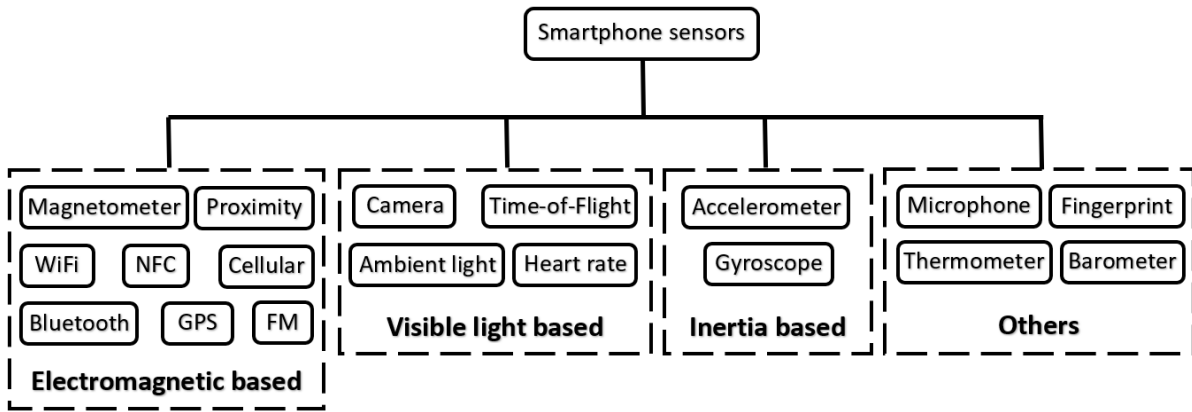 Smartphone sensors
Magnetometer
Proximity
WiFi
NFC
Cellular
Bluetooth
GPS
FM
Electromagnetic based
Camera
Time-of-Flight
Ambient light
Heart rate
Visible light based
Accelerometer
Gyroscope
Inertia based
Microphone
Fingerprint
Thermometer
Barometer
Others